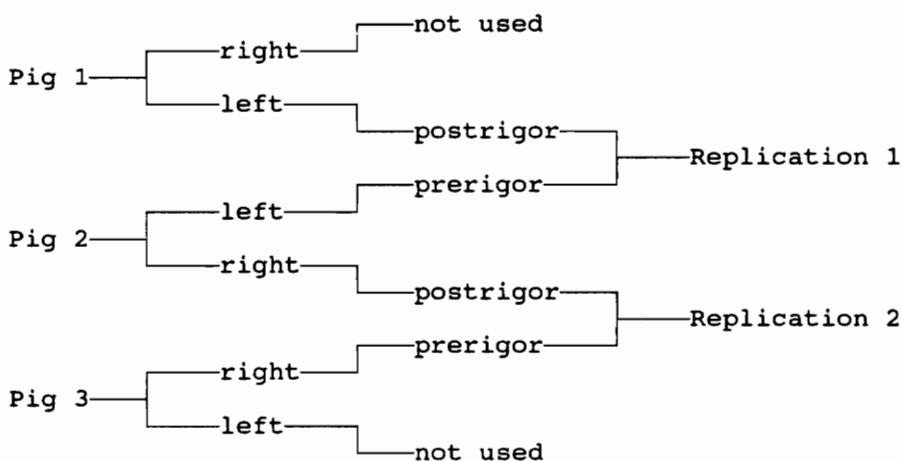 not used
right
Pig 1
left
postrigor
Replication 1
prerigor
left
Pig 2
right
postrigor
Replication 2
prerigor
right
Pig 3
left
not used